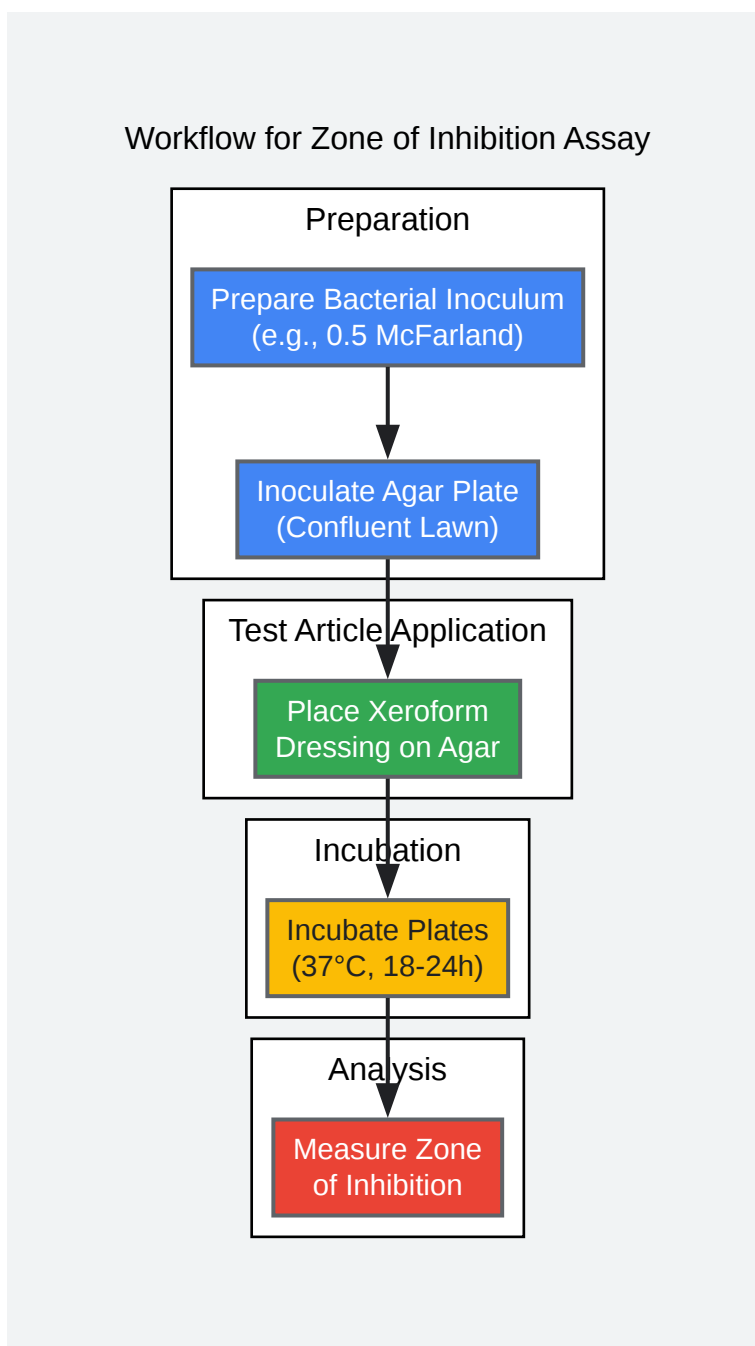 Workflow for Zone of Inhibition Assay
Preparation
Prepare Bacterial Inoculum
(e.g., 0.5 McFarland)
Inoculate Agar Plate
(Confluent Lawn)
Test Article Application
Place Xeroform
Dressing on Agar
Incubation
Incubate Plates
(37°C, 18-24h)
Analysis
Measure Zone
of Inhibition